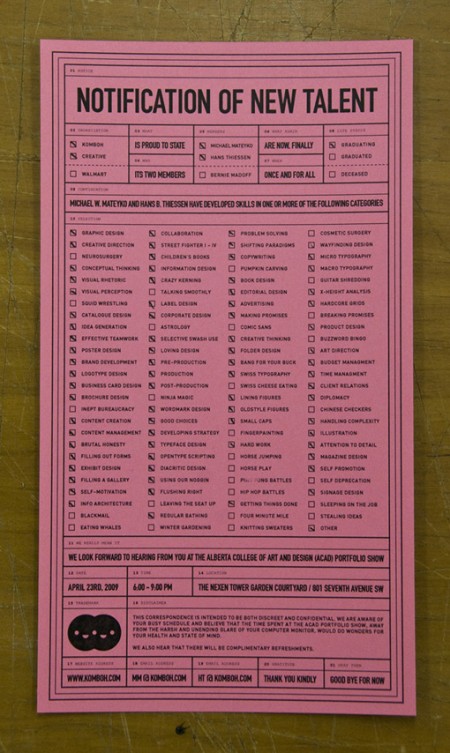 NOTIFICATION OF NEW TALENT
KOMBOH
CREATIVE
WALMART
IS PROUD TO STATE
ITS TWO MEMBERS
MICHAEL MATEYKO
HANS THIESSEN
BERNIE MADOFF
ARE NOW, FINALLY
ONCE AND FOR ALL
GRADUATING
GRADUATED
DECEASED
MICHAEL W. MATEYKO AND HANS B. THIESSEN HAVE DEVELOPED SKILLS IN ONE OR MORE OF THE FOLLOWING CATEGORIES
GRAPHIC DESIGN
CREATIVE DIRECTION
NEUROSURGERY
CONCEPTUAL THINKING
VISUAL RHETORIC
VISUAL PERCEPTION
SQUID WRESTLING
CATALOGUE DESIGN
IDEA GENERATION
EFFECTIVE TEAMWORK
POSTER DESIGN
BRAND DEVELOPMENT
LOGOTYPE DESIGN
BUSINESS CARD DESIGN
BROCHURE DESIGN
INEPT BUREAUCRACY
CONTENT CREATION
CONTENT MANAGEMENT
BRUTAL HONESTY
FILLING OUT FORMS
EXHIBIT DESIGN
FILLING A GALLERY
SELF-MOTIVATION
INFO ARCHITECTURE
BLACKMAIL
EATING WHALES
COLLABORATION
STREET FIGHTER I - IV
CHILDREN'S BOOKS
INFORMATION DESIGN
CRAZY KERNING
TALKING SMOOTHLY
LABEL DESIGN
CORPORATE DESIGN
ASTROLOGY
SELECTIVE SWASH USE
LOVING DESIGN
PRE-PRODUCTION
PRODUCTION
POST-PRODUCTION
NINJA MAGIC
WORDMARK DESIGN
GOOD CHOICES
DEVELOPING STRATEGY
TYPEFACE DESIGN
OPENTYPE SCRIPTING
DIACRITIC DESIGN
USING OUR NOGGIN
FLUSHING RIGHT
LEAVING THE SEAT UP
REGULAR BATHING
WINTER GARDENING
PROBLEM SOLVING
SHIFTING PARADIGMS
COPYWRITING
PUMPKIN CARVING
BOOK DESIGN
EDITORIAL DESIGN
ADVERTISING
MAKING PROMISES
COMIC SANS
CREATIVE THINKING
FOLDER DESIGN
BANG FOR YOUR BUCK
SWISS TYPOGRAPHY
SWISS CHEESE EATING
LINING FIGURES
OLDSTYLE FIGURES
SMALL CAPS
FINGERPAINTING
HARD WORK
HORSE JUMPING
HORSE PLAY
BATTLES
HIP HOP BATTLES
GETTING THINGS DONE
FOUR MINUTE MILE
KNITTING SWEATERS
COSMETIC SURGERY
WAYFINDING DESIGN
MICRO TYPOGRAPHY
MACRO TYPOGRAPHY
GUITAR SHREDDING
X-HEIGHT ANALYSIS
HARDCORE GRIDS
BREAKING PROMISES
PRODUCT DESIGN
BUZZWORD BINGO
ART DIRECTION
BUDGET MANAGMENT
TIME MANAGMENT
CLIENT RELATIONS
DIPLOMACY
CHINESE CHECKERS
HANDLING COMPLEXITY
ILLUSTRATION
ATTENTION TO DETAIL
MAGAZINE DESIGN
SELF PROMOTION
SELF DEPRECATION
SIGNAGE DESIGN
SLEEPING ON THE JOB
STEALING IDEAS
OTHER
WE LOOK FORWARD TO HEARING FROM YOU AT THE ALBERTA COLLEGE OF ART AND DESIGN (ACAD) PORTFOLIO SHOW
APRIL 23RD, 2009
6:00 - 9:00 PM
THE NEXEN TOWER GARDEN COURTYARD / 801 SEVENTH AVENUE SW
THIS CORRESPONDENCE IS INTENDED TO BE BOTH DISCREET AND CONFIDENTIAL. WE ARE AWARE OF
YOUR BUSY SCHEDULE AND BELIEVE THAT THE TIME SPENT AT THE ACAD PORTFOLIO SHOW, AWAY
FROM THE HARSH AND UNENDING GLARE OF YOUR COMPUTER MONITOR, WOULD DO WONDERS FOR
YOUR HEALTH AND STATE OF MIND.
WE ALSO HEAR THAT THERE WILL BE COMPLIMENTARY REFRESHMENTS.
WWW.KOMBOH.COM
MM@KOMBOH.COM
HT@KOMBOH.COM
THANK YOU KINDLY
GOOD BYE FOR NOW